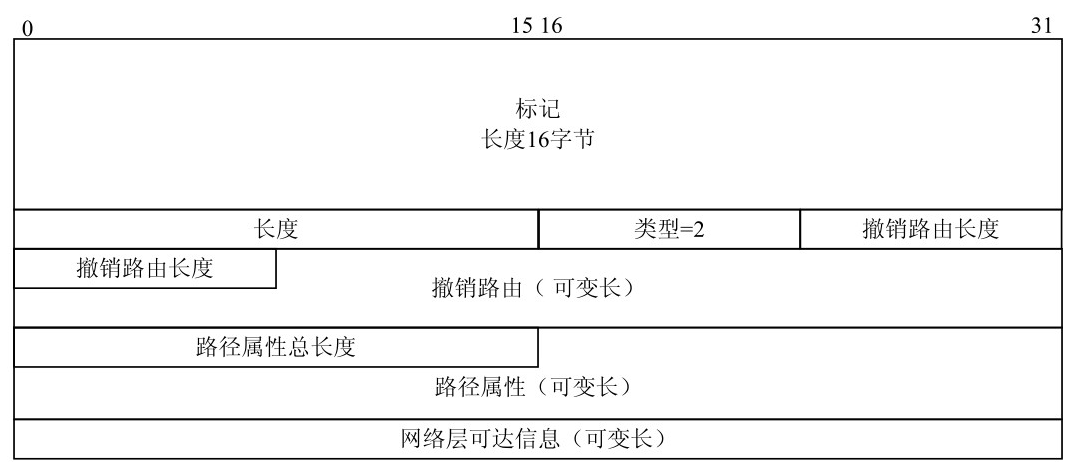 0 15 16 31
标记
长度16字节
长度 类型=2 撤销路由长度
撤销路由长度
撤销路由（可变长）
路径属性总长度
路径属性（可变长）
网络层可达信息（可变长）